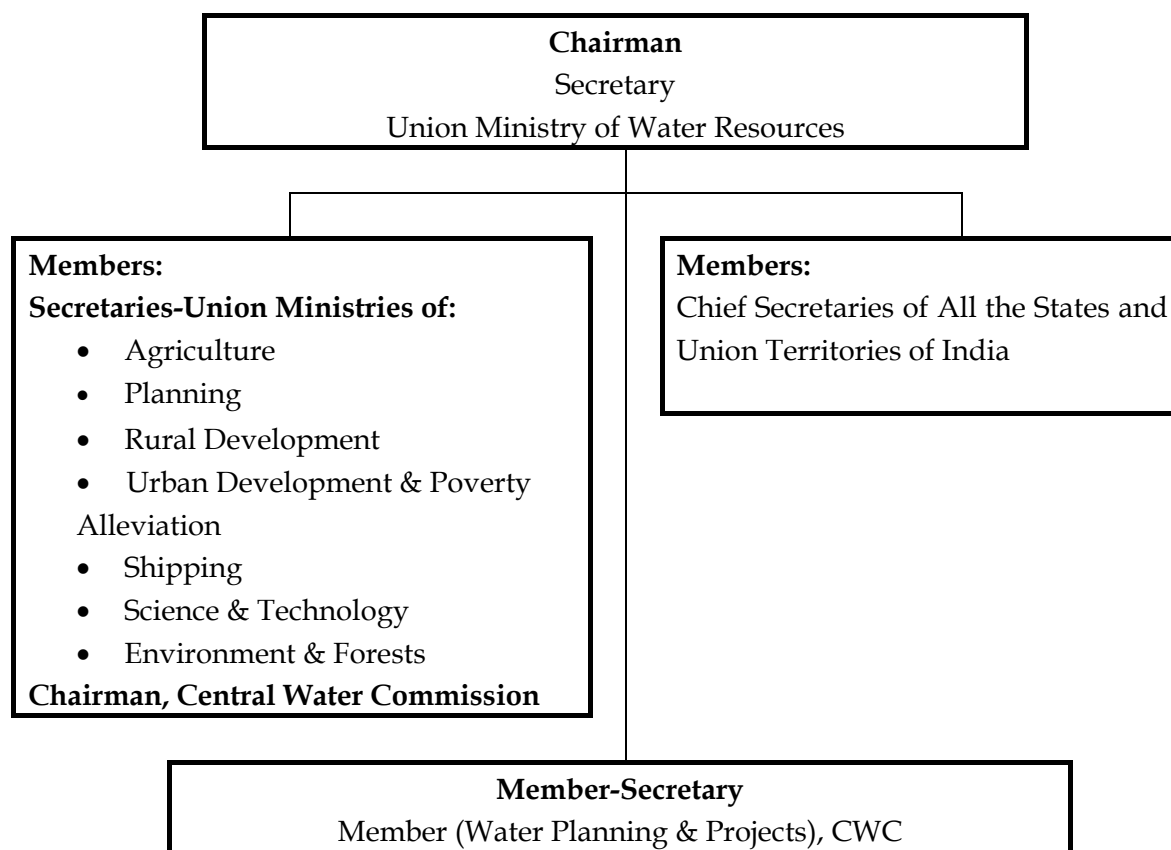 Chairman
Secretary
Union Ministry of Water Resources
Members:
Secretaries-Union Ministries of:
• Agriculture
• Planning
• Rural Development
• Urban Development & Poverty
Alleviation
• Shipping
• Science & Technology
• Environment & Forests
Chairman, Central Water Commission
Members:
Chief Secretaries of All the States and
Union Territories of India
Member-Secretary
Member (Water Planning & Projects), CWC